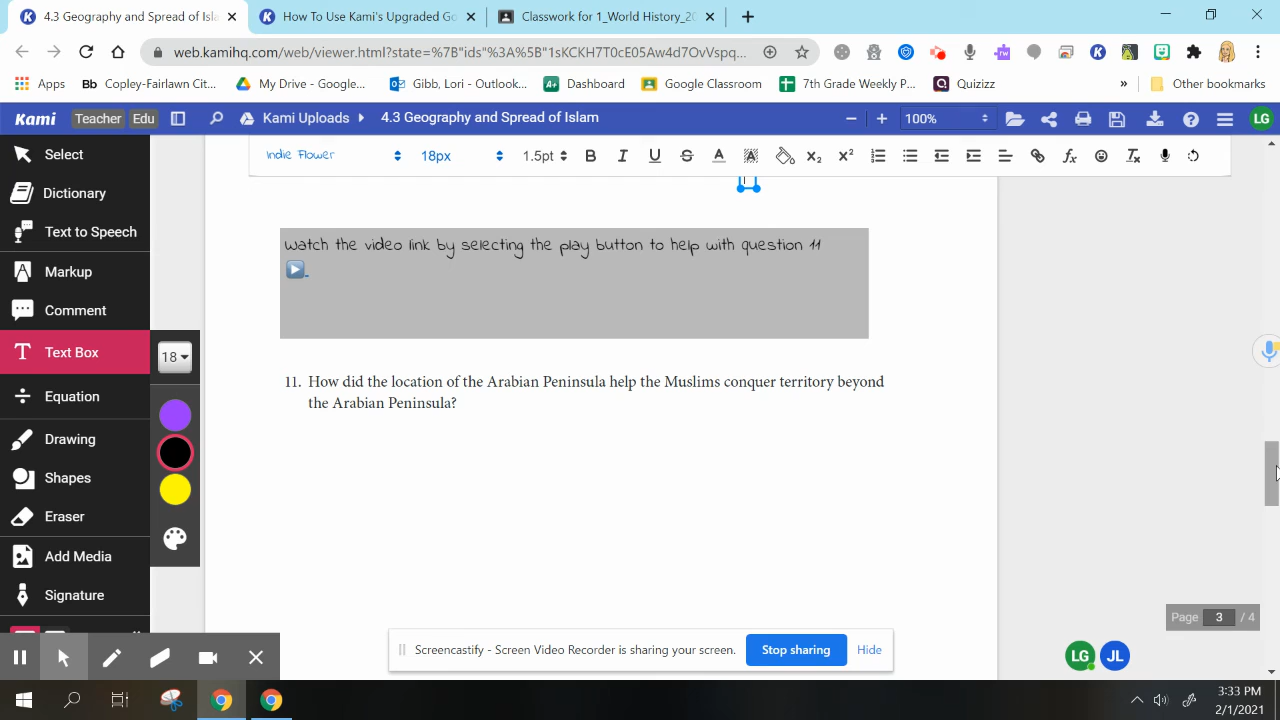 4.3 Geography and Spread of Isla
How To Use Kami's Upgraded Go
Classwork for 1_World History_20
web.kamihq.com/web/viewer.html?state=%7B"ids"%3A%5B"1sKCKH7T0cE05Aw4d7OvVspq...
Apps
Bb Copley-Fairlawn Cit...
My Drive - Google...
Gibb, Lori - Outlook...
A+ Dashboard
Google Classroom
7th Grade Weekly P...
Quizizz
»
Other bookmarks
Kami
Teacher
Edu
Kami Uploads
4.3 Geography and Spread of Islam
100%
LG
Select
Dictionary
Text to Speech
Markup
Comment
Text Box
Equation
Drawing
Shapes
Eraser
Add Media
Signature
18
Indie Flower
18px
1.5pt
B I U S A A X₂ X²
Watch the video link by selecting the play button to help with question 11
11. How did the location of the Arabian Peninsula help the Muslims conquer territory beyond
the Arabian Peninsula?
Page 3 / 4
Screencastify - Screen Video Recorder is sharing your screen.
Stop sharing
Hide
LG JL
3:33 PM
2/1/2021